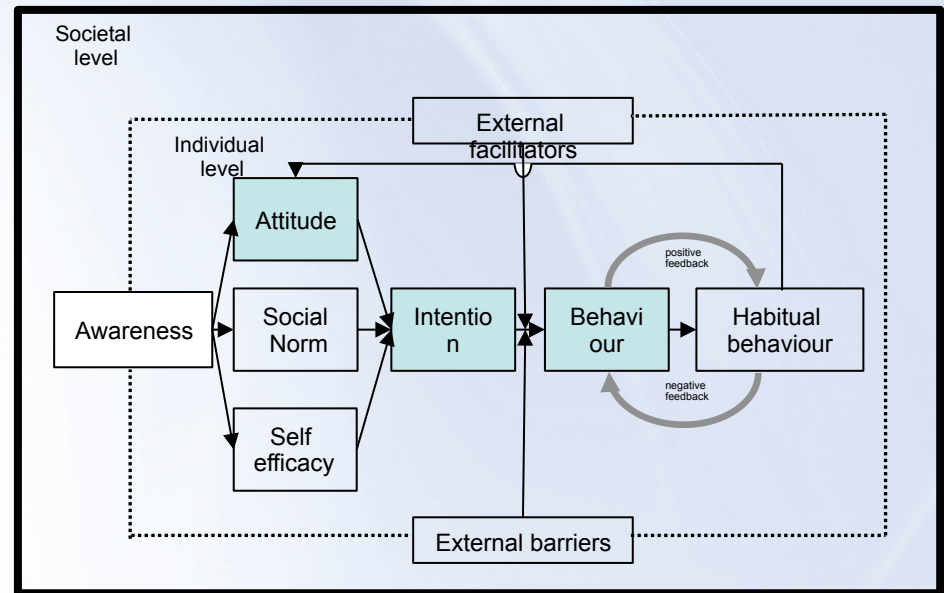 Societal
level
External
facilitators
Individual
level
Attitude
positive
feedback
Awareness
Social
Norm
Intentio
n
Behavi
our
Habitual
behaviour
negative
feedback
Self
efficacy
External barriers